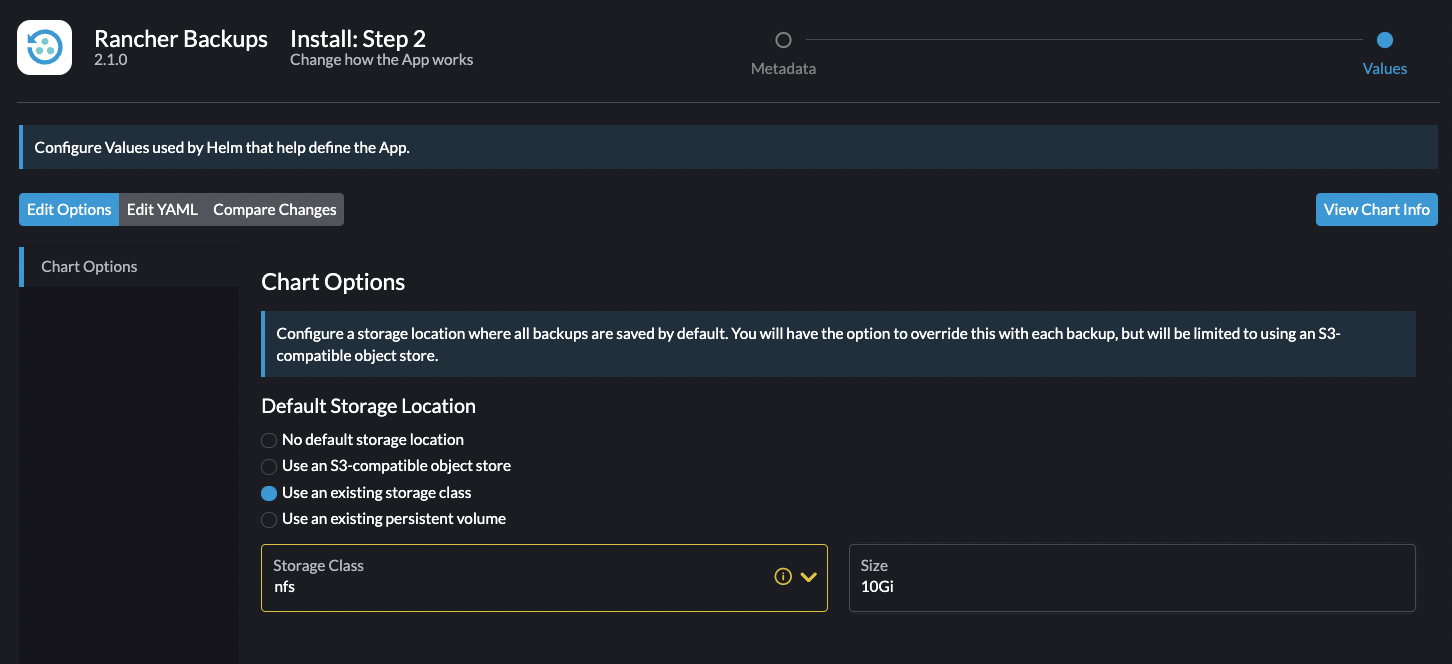 Rancher Backups
2.1.0
Install: Step 2
Change how the App works
Metadata
Values
Configure Values used by Helm that help define the App.
Edit Options
Edit YAML
Compare Changes
View Chart Info
Chart Options
Chart Options
Configure a storage location where all backups are saved by default. You will have the option to override this with each backup, but will be limited to using an S3-
compatible object store.
Default Storage Location
No default storage location
Use an S3-compatible object store
Use an existing storage class
Use an existing persistent volume
Storage Class
nfs
Size
10Gi